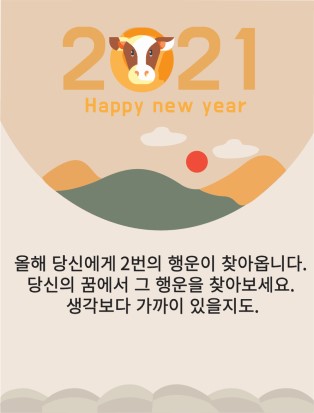 2021
Happy new year
올해 당신에게 2번의 행운이 찾아옵니다.
당신의 꿈에서 그 행운을 찾아보세요.
생각보다 가까이 있을지도.